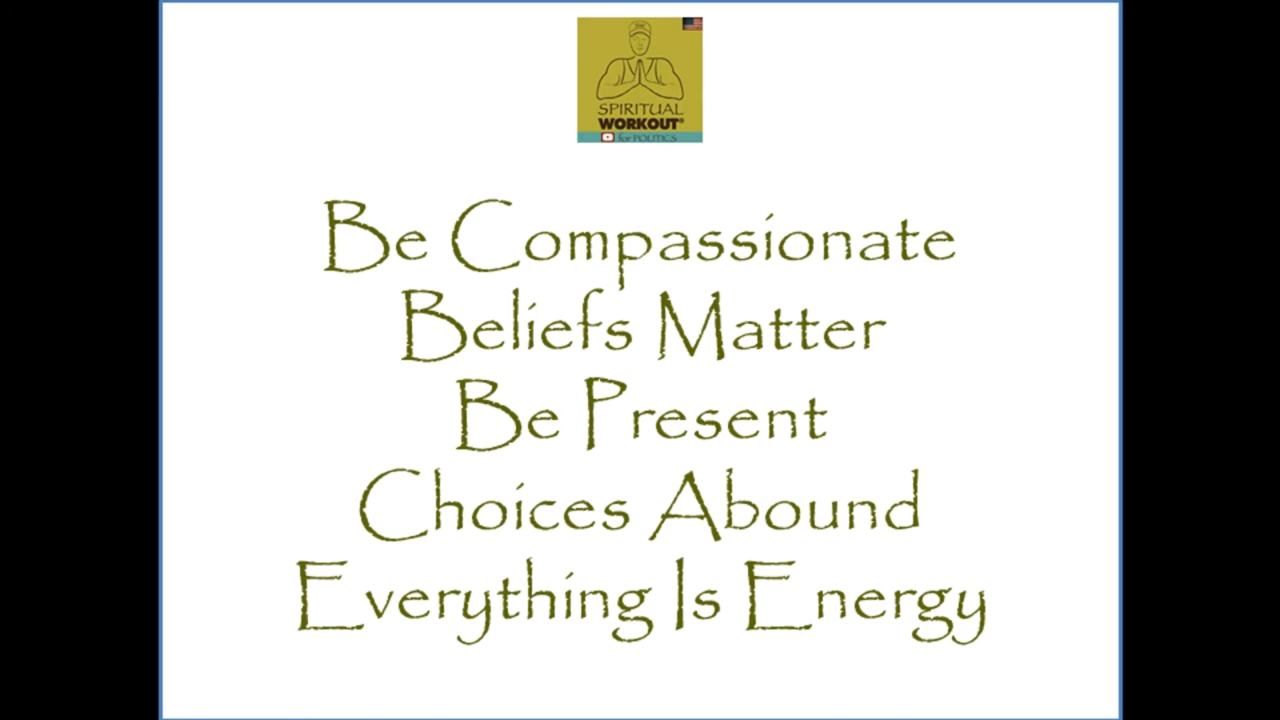 SPIRITUAL
WORKOUT®
for POLITICS
Be Compassionate
Beliefs Matter
Be Present
Choices Abound
Everything Is Energy